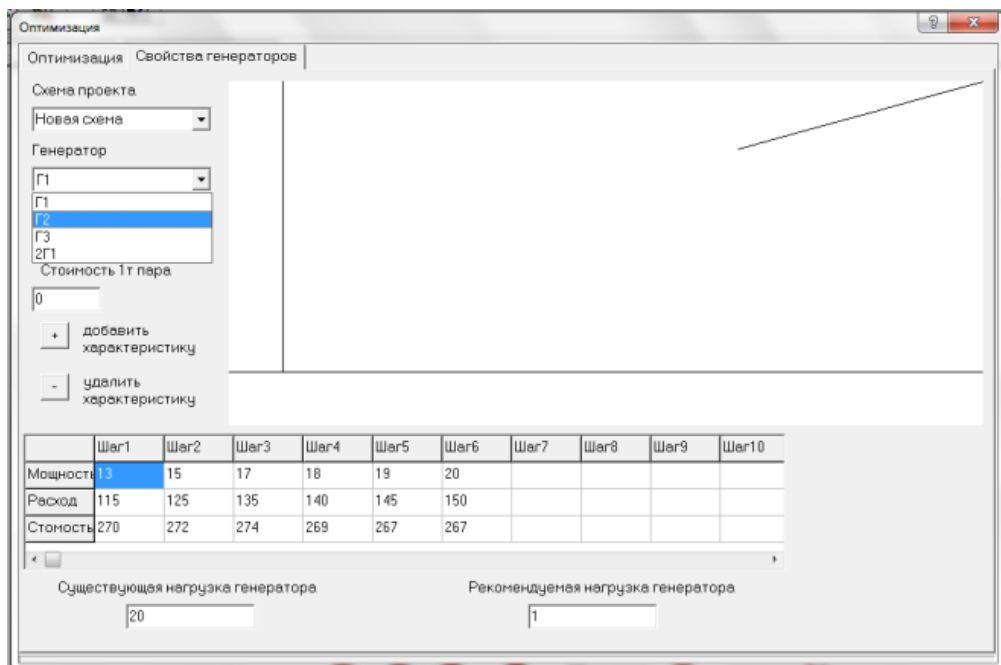 Оптимизация
Оптимизация Свойства генераторов
Схема проекта
Новая схема
Генератор
Г1
Г1
Г2
Г3
2Г1
Стоимость 1т пара
0
+ добавить
характеристику
- удалить
характеристику
Шаг1 Шаг2 Шаг3 Шаг4 Шаг5 Шаг6 Шаг7 Шаг8 Шаг9 Шаг10
Мощность 13 15 17 18 19 20
Расход 115 125 135 140 145 150
Стомость 270 272 274 269 267 267
Существующая нагрузка генератора Рекомендуемая нагрузка генератора
20 1